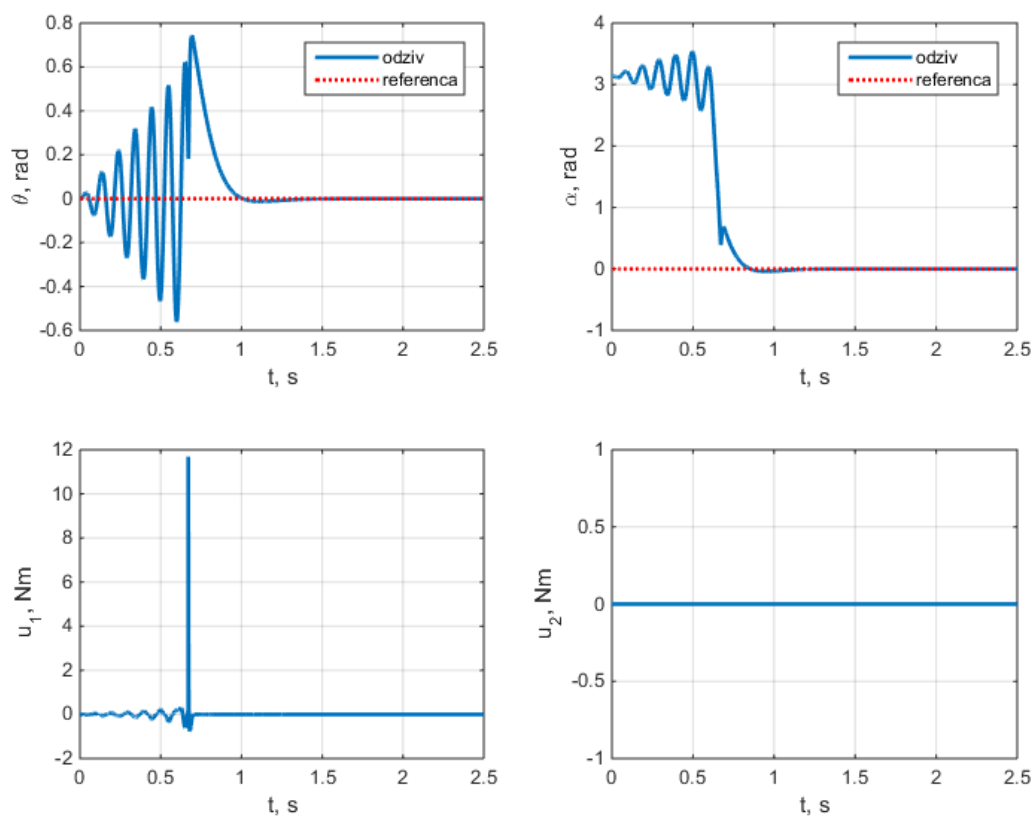 0.8
0.6
0.4
0.2
0
-0.2
-0.4
-0.6
θ, rad
odziv
referenca
0 0.5 1 1.5 2 2.5
t, s
4
3
2
1
0
-1
α, rad
odziv
referenca
0 0.5 1 1.5 2 2.5
t, s
12
10
8
6
4
2
0
-2
u₁, Nm
0 0.5 1 1.5 2 2.5
t, s
1
0.5
0
-0.5
-1
u₂, Nm
0 0.5 1 1.5 2 2.5
t, s